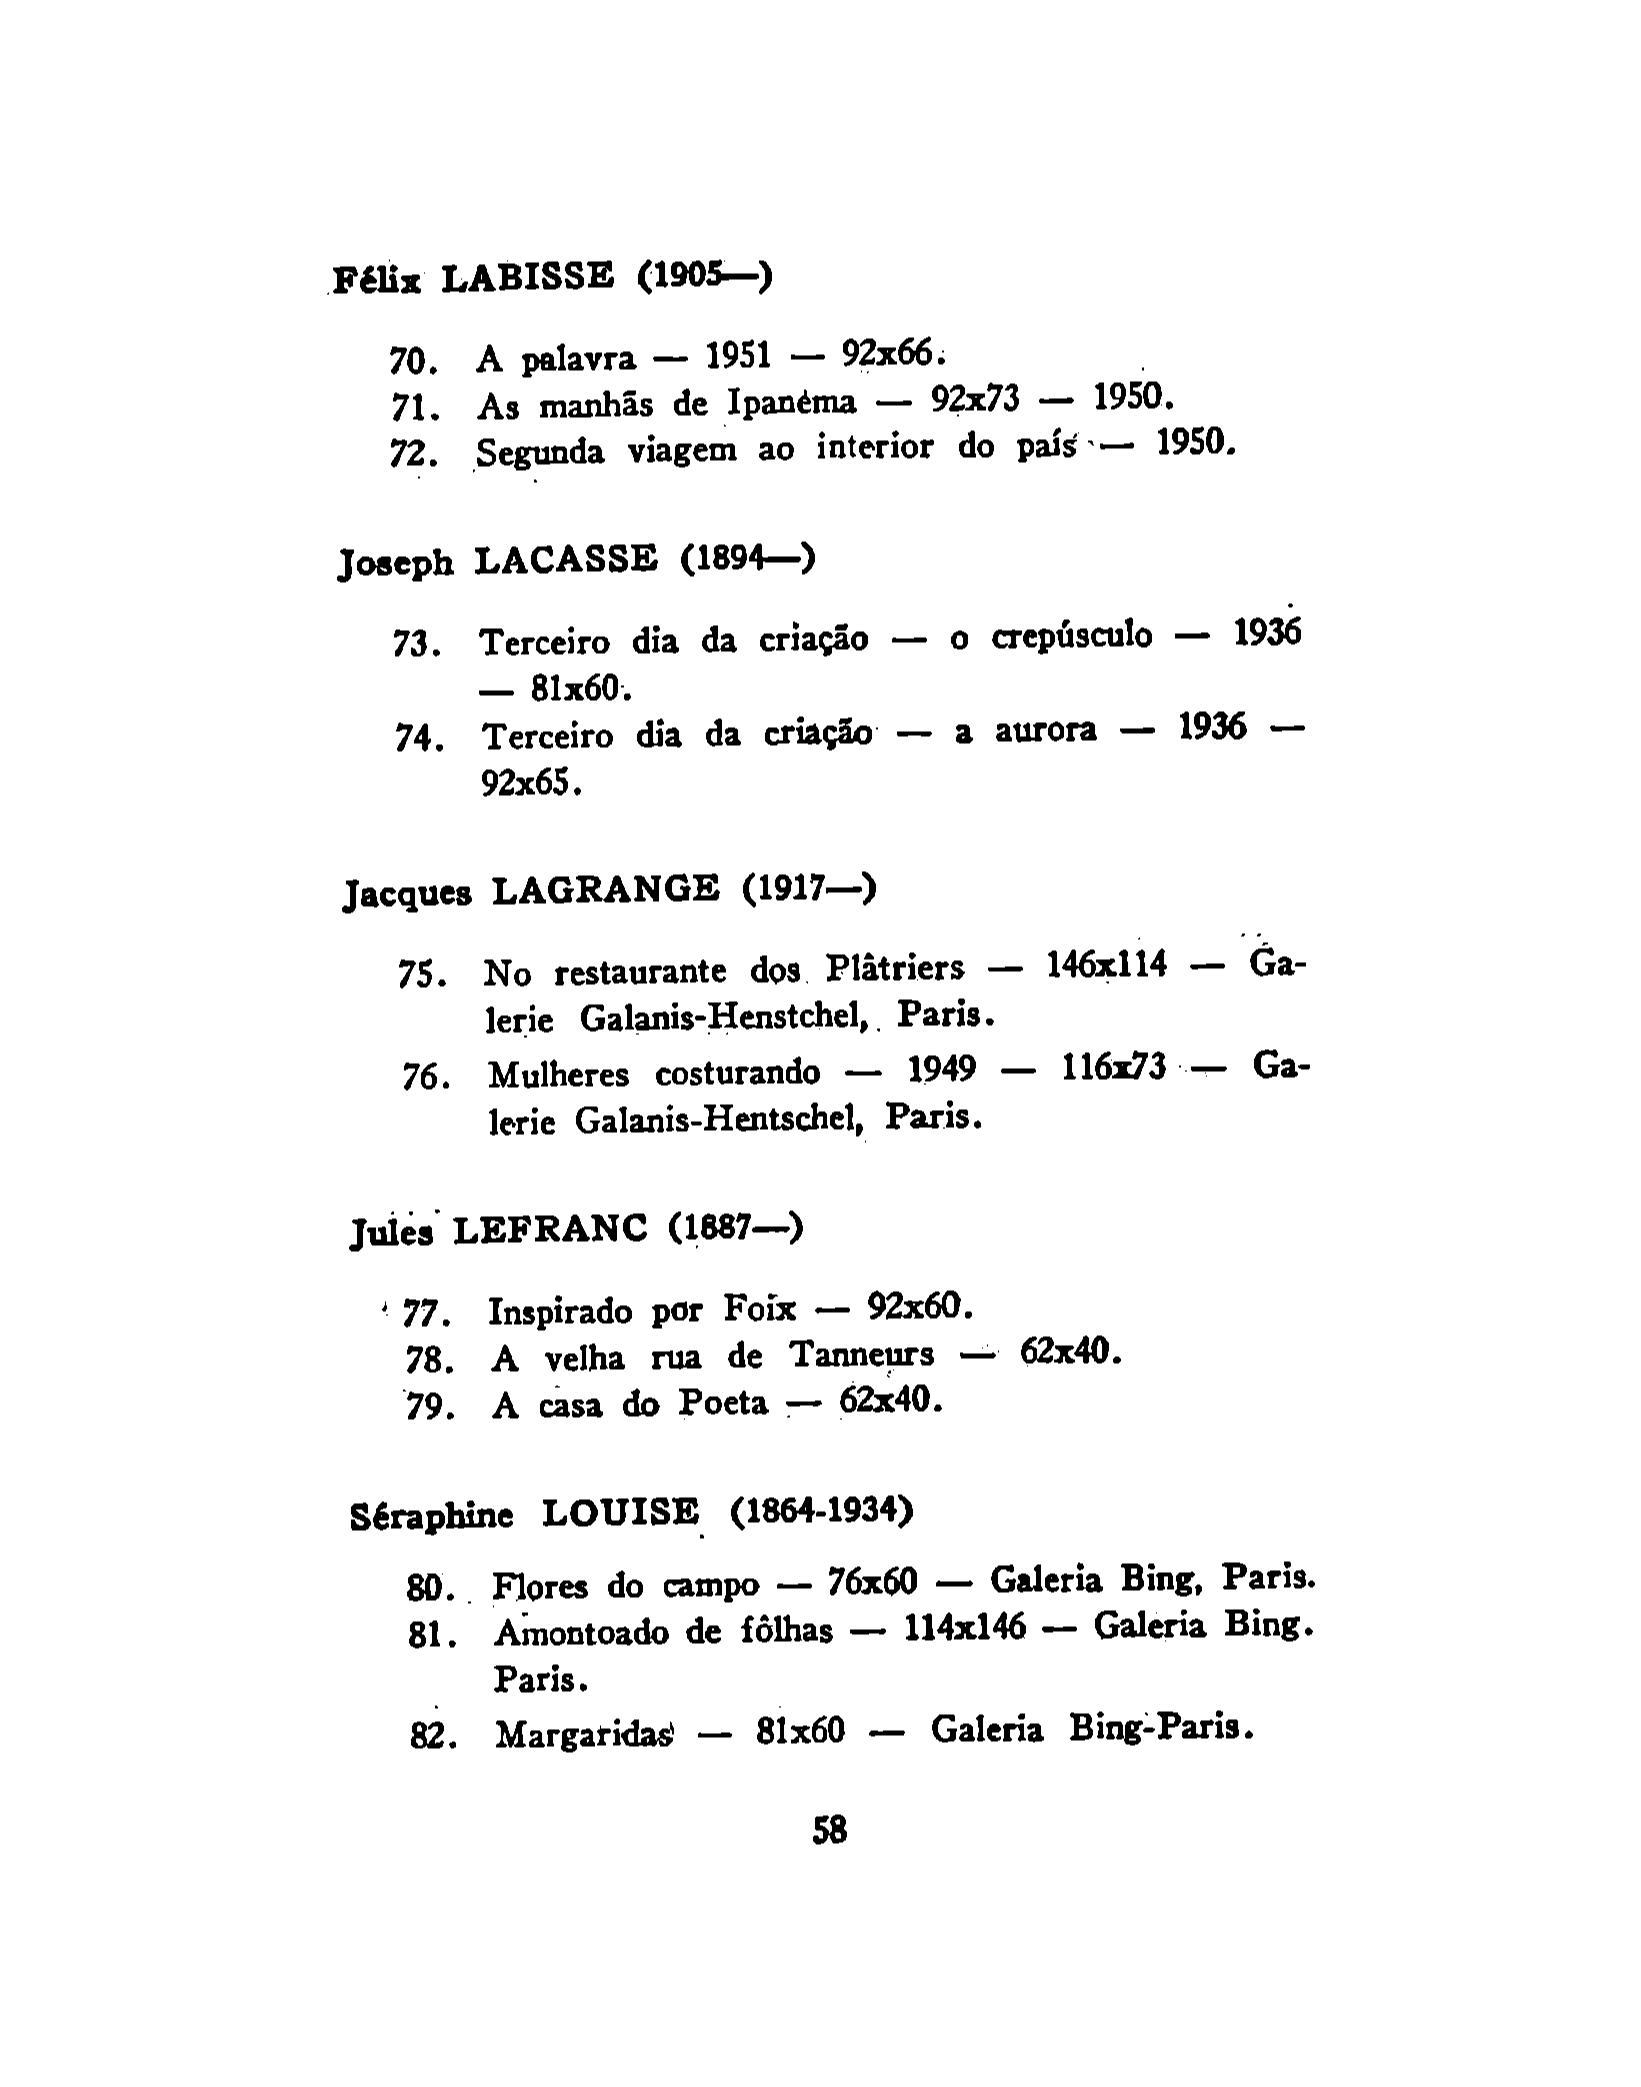 Félix LABISSE (1905—)
70. A palavra — 1951 — 92x66.
71. As manhãs de Ipanéma — 92x73 — 1950.
72. Segunda viagem ao interior do país — 1950.
Joseph LACASSE (1894—)
73. Terceiro dia da criação — o crepúsculo — 1936
— 81x60.
74. Terceiro dia da criação — a aurora — 1936 —
92x65.
Jacques LAGRANGE (1917—)
75. No restaurante dos Plâtriers — 146x114 — Ga-
lerie Galanis-Henstchel, Paris.
76. Mulheres costurando — 1949 — 116x73 — Ga-
lerie Galanis-Hentschel, Paris.
Jules LEFRANC (1887—)
77. Inspirado por Foix — 92x60.
78. A velha rua de Tanneurs — 62x40.
79. A casa do Poeta — 62x40.
Séraphine LOUISE (1864-1934)
80. Flores do campo — 76x60 — Galeria Bing, Paris.
81. Amontoado de fôlhas — 114x146 — Galeria Bing.
Paris.
82. Margaridas — 81x60 — Galeria Bing-Paris.
58